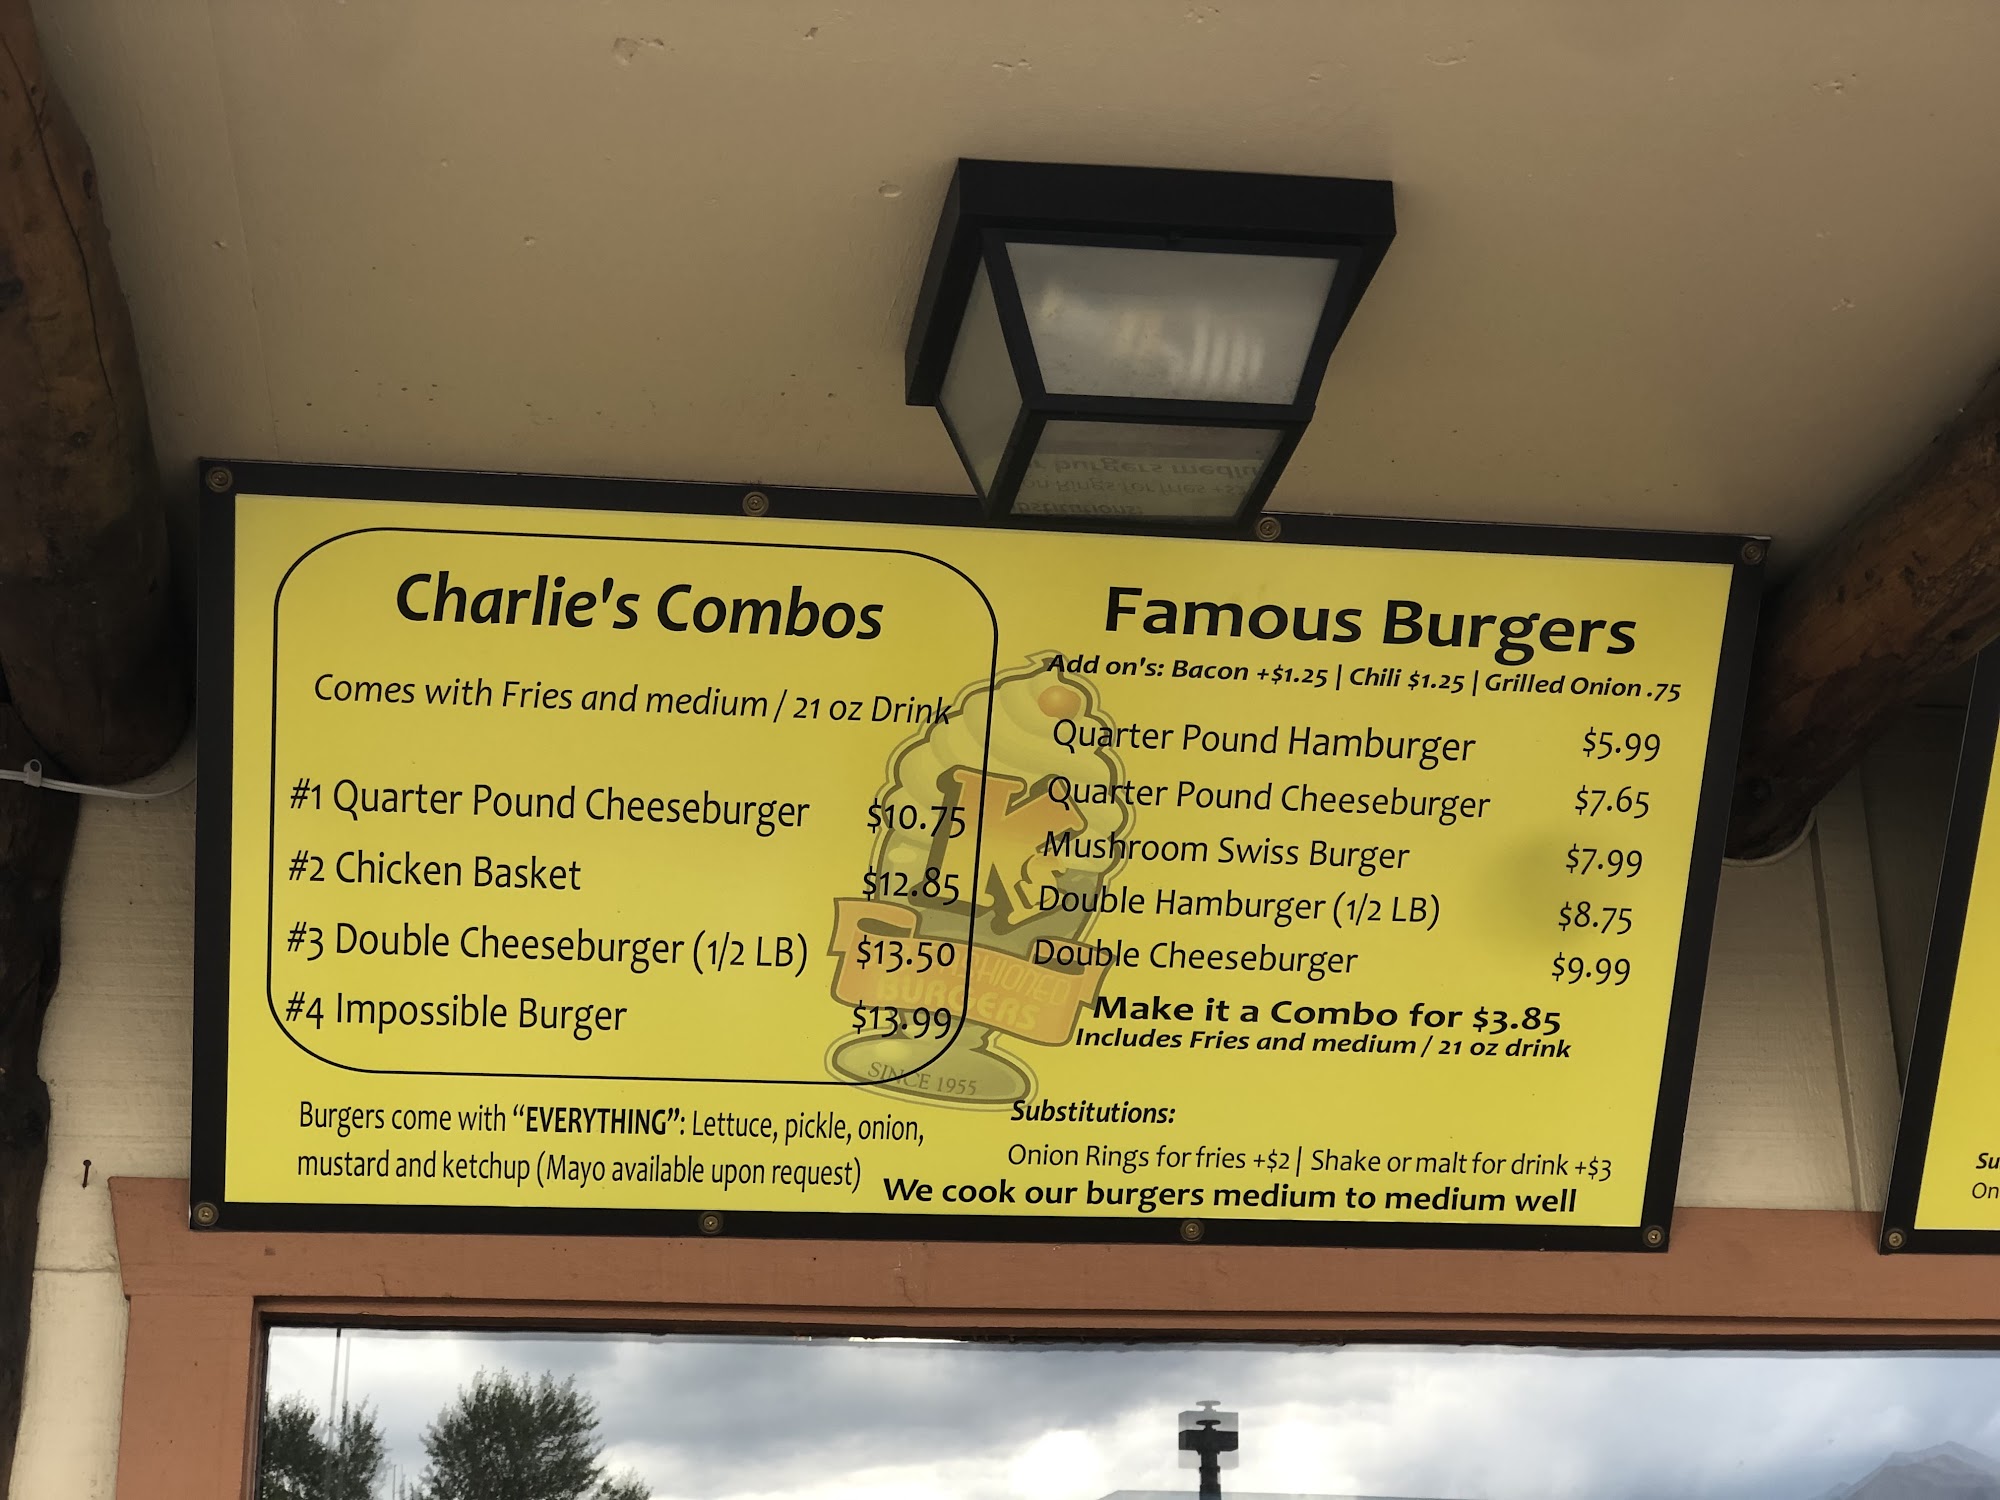 Charlie's Combos
Comes with Fries and medium / 21 oz Drink
#1 Quarter Pound Cheeseburger $10.75
#2 Chicken Basket $12.85
#3 Double Cheeseburger (1/2 LB) $13.50
#4 Impossible Burger $13.99
Burgers come with “EVERYTHING”: Lettuce, pickle, onion,
mustard and ketchup (Mayo available upon request)
Famous Burgers
Add on's: Bacon +$1.25 | Chili $1.25 | Grilled Onion .75
Quarter Pound Hamburger $5.99
Quarter Pound Cheeseburger $7.65
Mushroom Swiss Burger $7.99
Double Hamburger (1/2 LB) $8.75
Double Cheeseburger $9.99
Make it a Combo for $3.85
Includes Fries and medium / 21 oz drink
Substitutions:
Onion Rings for fries +$2 | Shake or malt for drink +$3
We cook our burgers medium to medium well
BURGERS
SINCE 1955
Su
On